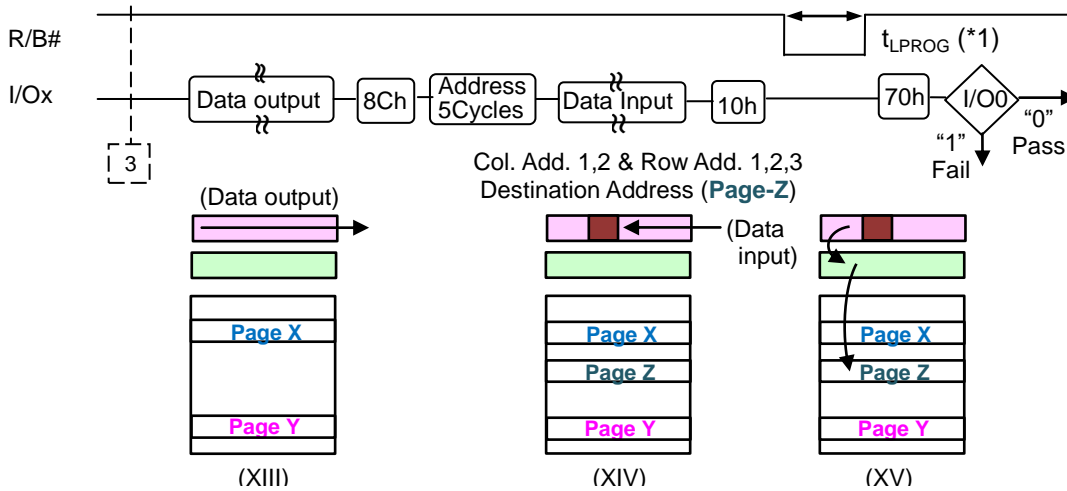 R/B#
tLPROG (*1)
I/Ox
Data output
8Ch
Address
5Cycles
Data Input
10h
70h
I/O0
“0”
Pass
“1”
Fail
3
Col. Add. 1,2 & Row Add. 1,2,3
Destination Address (Page-Z)
(Data output)
(Data
input)
Page X
Page Y
(XIII)
Page X
Page Z
Page Y
(XIV)
Page X
Page Z
Page Y
(XV)